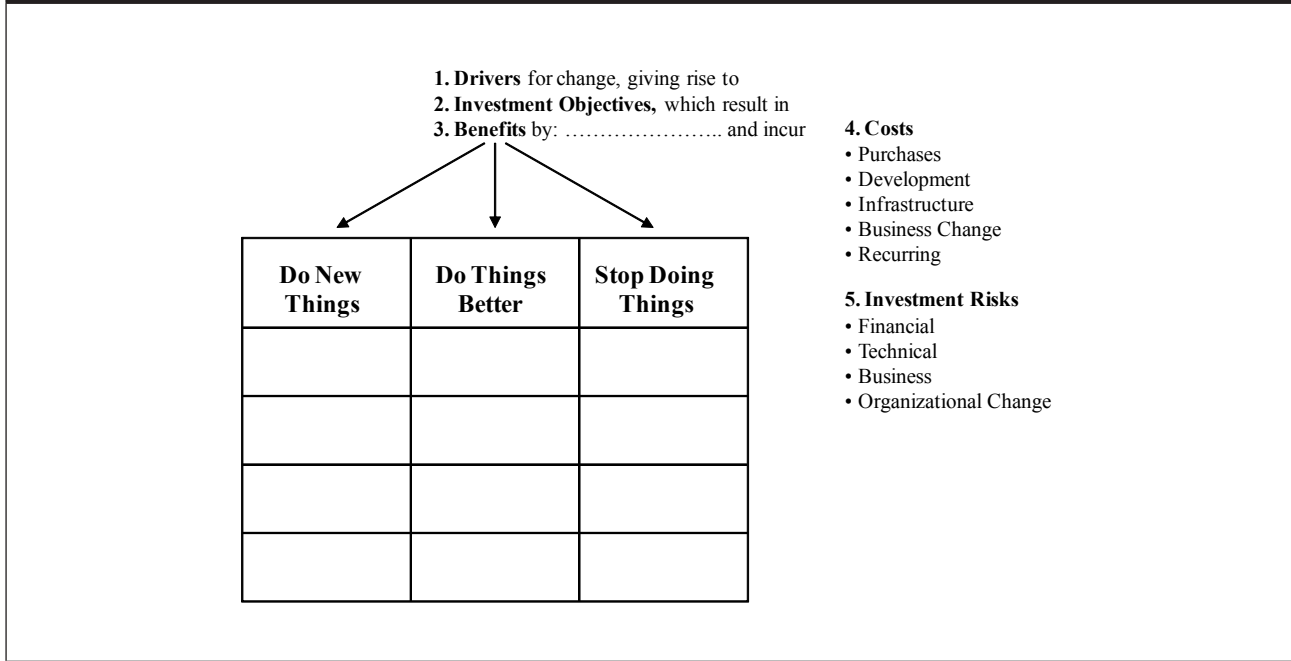 1. Drivers for change, giving rise to
2. Investment Objectives, which result in
3. Benefits by: …………………... and incur
Do New
Things
Do Things
Better
Stop Doing
Things
4. Costs
• Purchases
• Development
• Infrastructure
• Business Change
• Recurring
5. Investment Risks
• Financial
• Technical
• Business
• Organizational Change